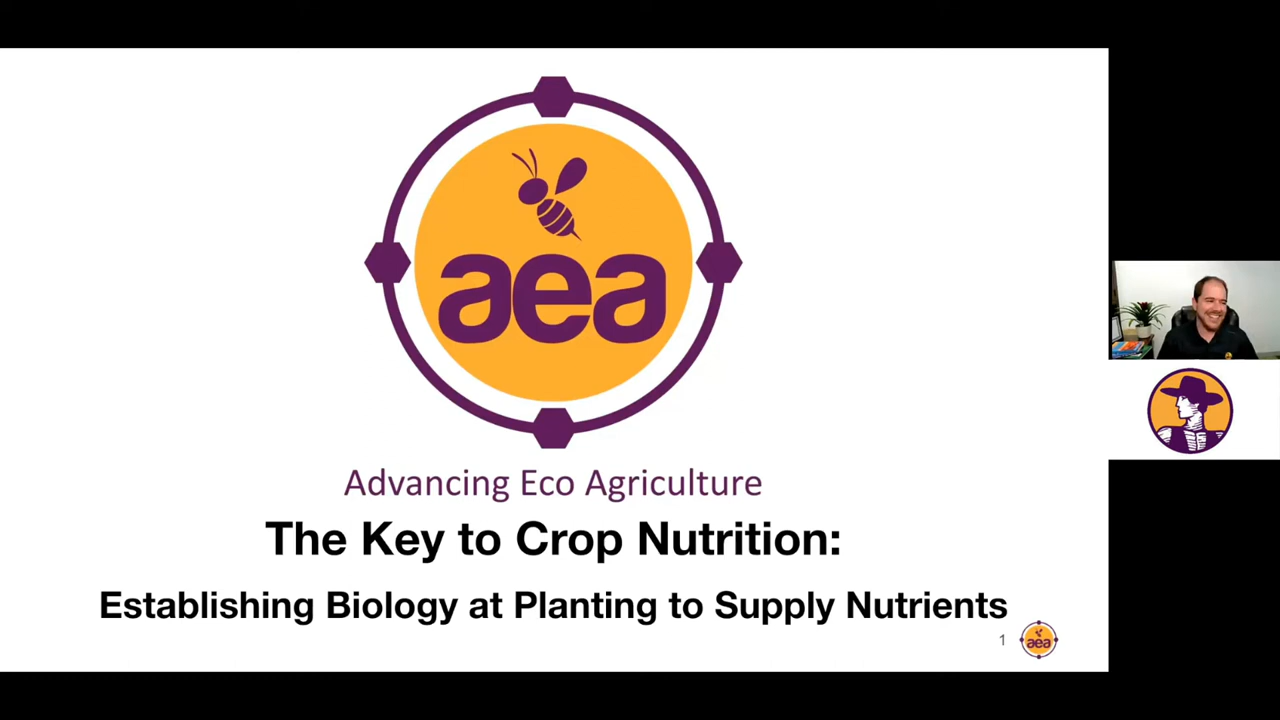 aea
Advancing Eco Agriculture
The Key to Crop Nutrition:
Establishing Biology at Planting to Supply Nutrients
1
aea